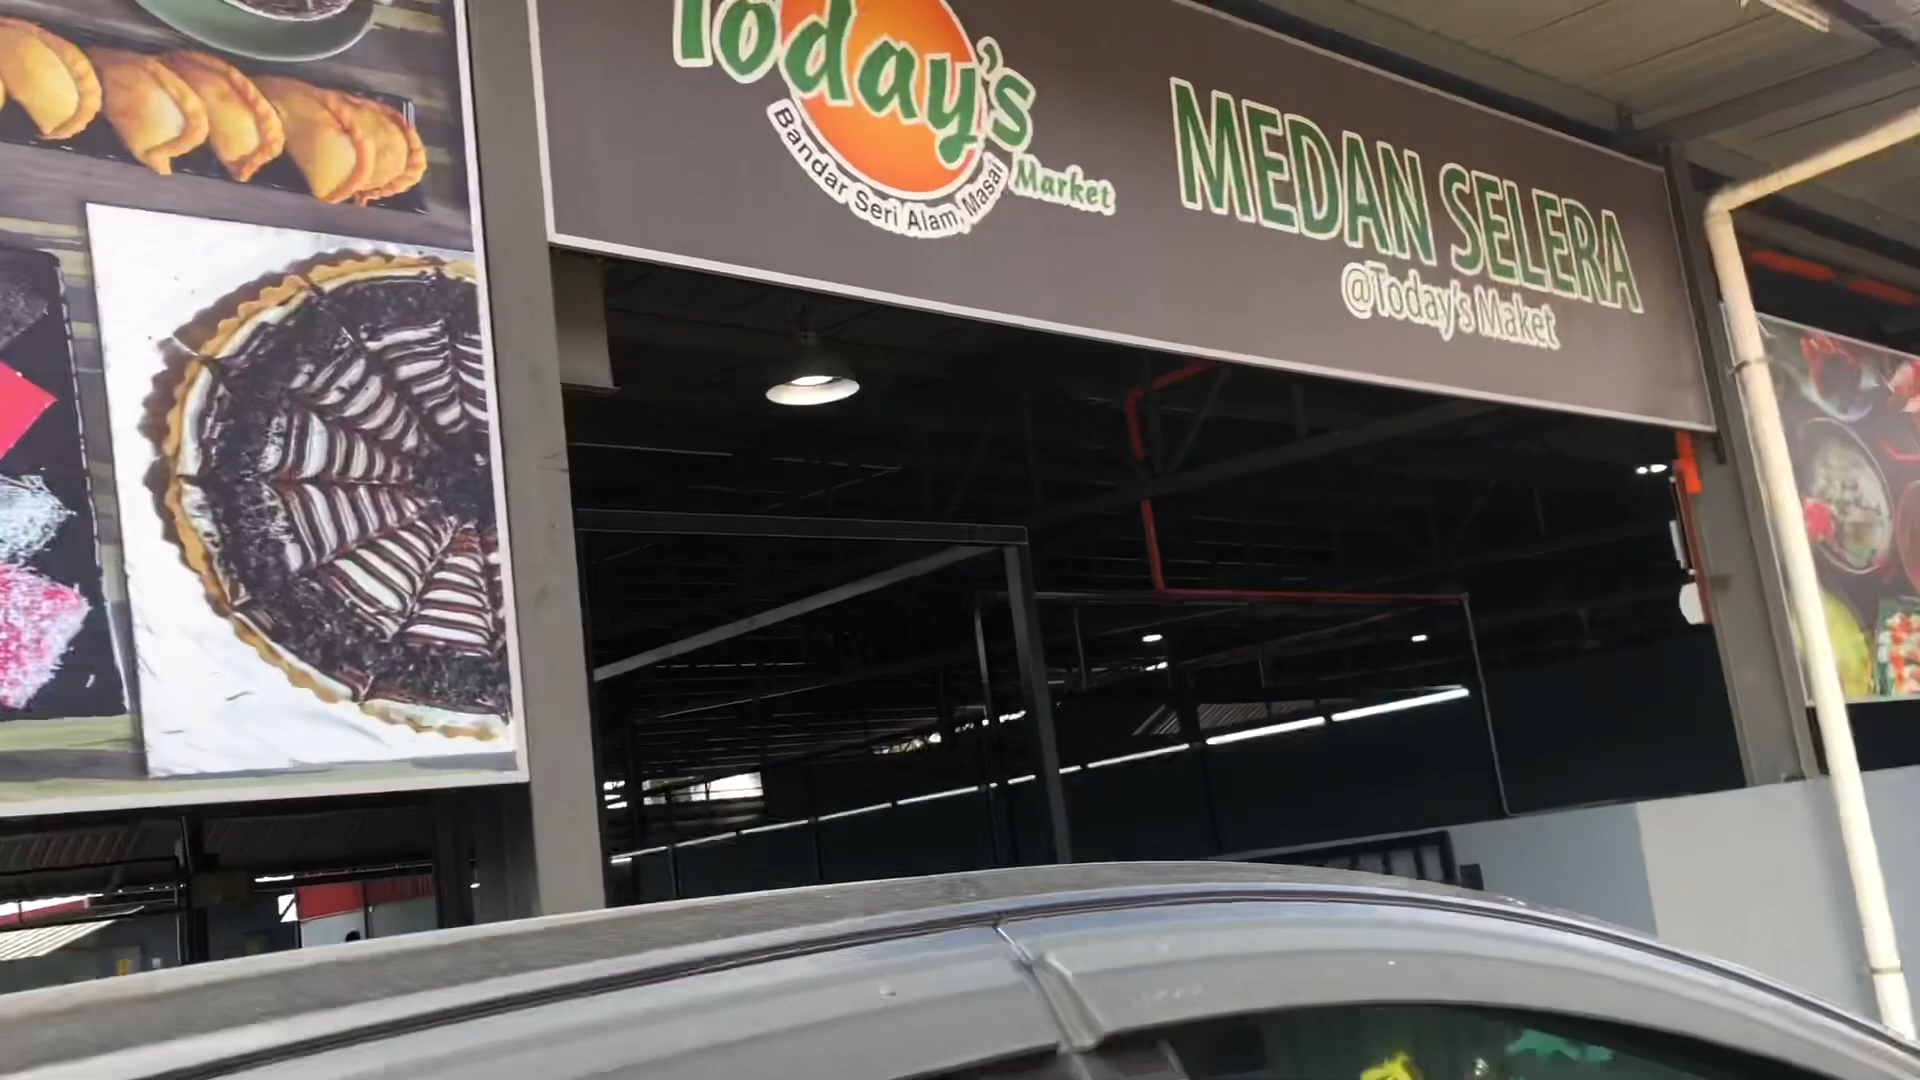 Today's
Market
Bandar Seri Alam, Masai
MEDAN SELERA
@Today's Maket